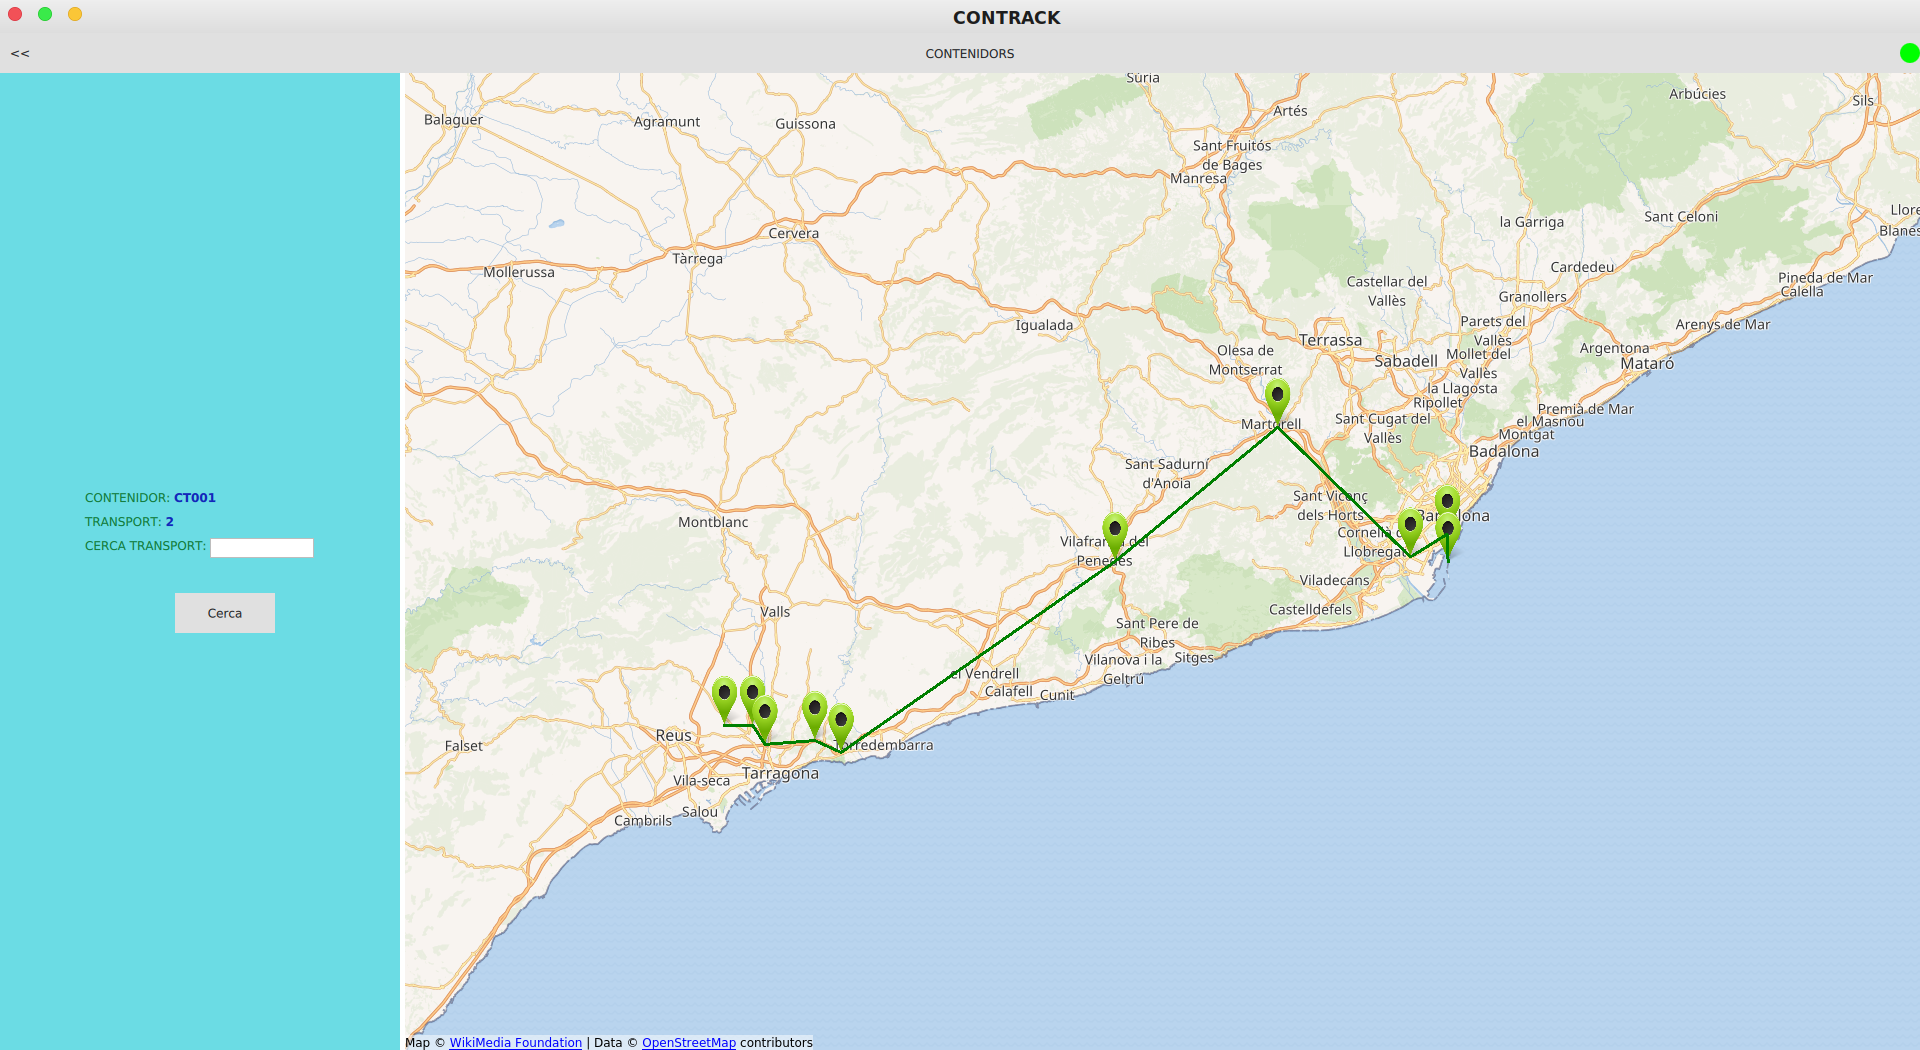 CONTRACK
<<
CONTENIDORS
CONTENIDOR: CT001
TRANSPORT: 2
CERCA TRANSPORT:
Cerca
Súria
Arbúcies
Sils
Artés
Balaguer
Agramunt
Guissona
Sant Fruitós
de Bages
Manresa
Llore
Blanes
Sant Celoni
la Garriga
Cervera
Tàrrega
Mollerussa
Cardedeu
Castellar del
Vallès
Pineda de Mar
Calella
Granollers
Igualada
Parets del
Vallès
Arenys de Mar
Terrassa
Olesa de
Montserrat
Sabadell
Mollet del
Vallès
Argentona
Mataró
la Llagosta
Ripollet
Premià de Mar
el Masnou
Montgat
Martorell
Sant Cugat del
Vallès
Badalona
Sant Sadurní
d'Anoia
Sant Vicenç
dels Horts
Barcelona
Montblanc
Cornellà d
Llobregat
Vilafranca del
Penedès
Viladecans
Castelldefels
Valls
Sant Pere de
Ribes
Vilanova i la
Geltrú
Sitges
el Vendrell
Calafell
Cunit
Reus
Falset
Torredembarra
Tarragona
Vila-seca
Salou
Cambrils
Map © WikiMedia Foundation | Data © OpenStreetMap contributors